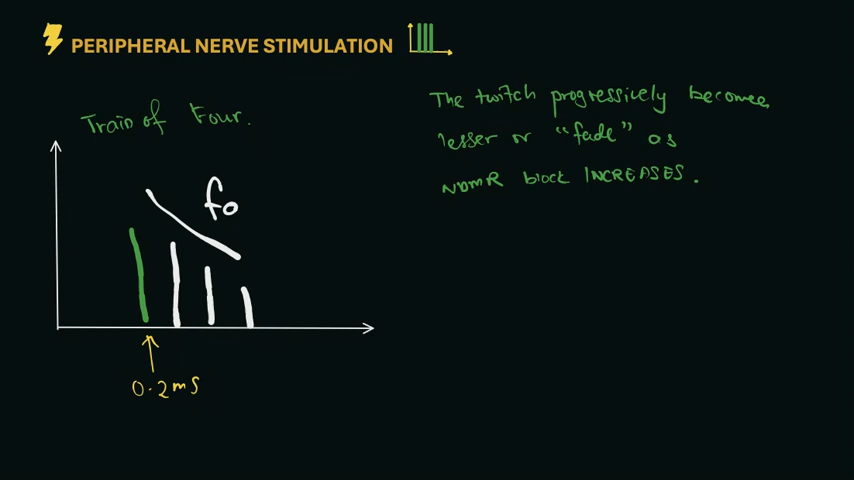 PERIPHERAL NERVE STIMULATION
Train of Four.
The twitch progressively becomes
lesser or "fade" as
NDMR block INCREASES.
fo
0.2ms